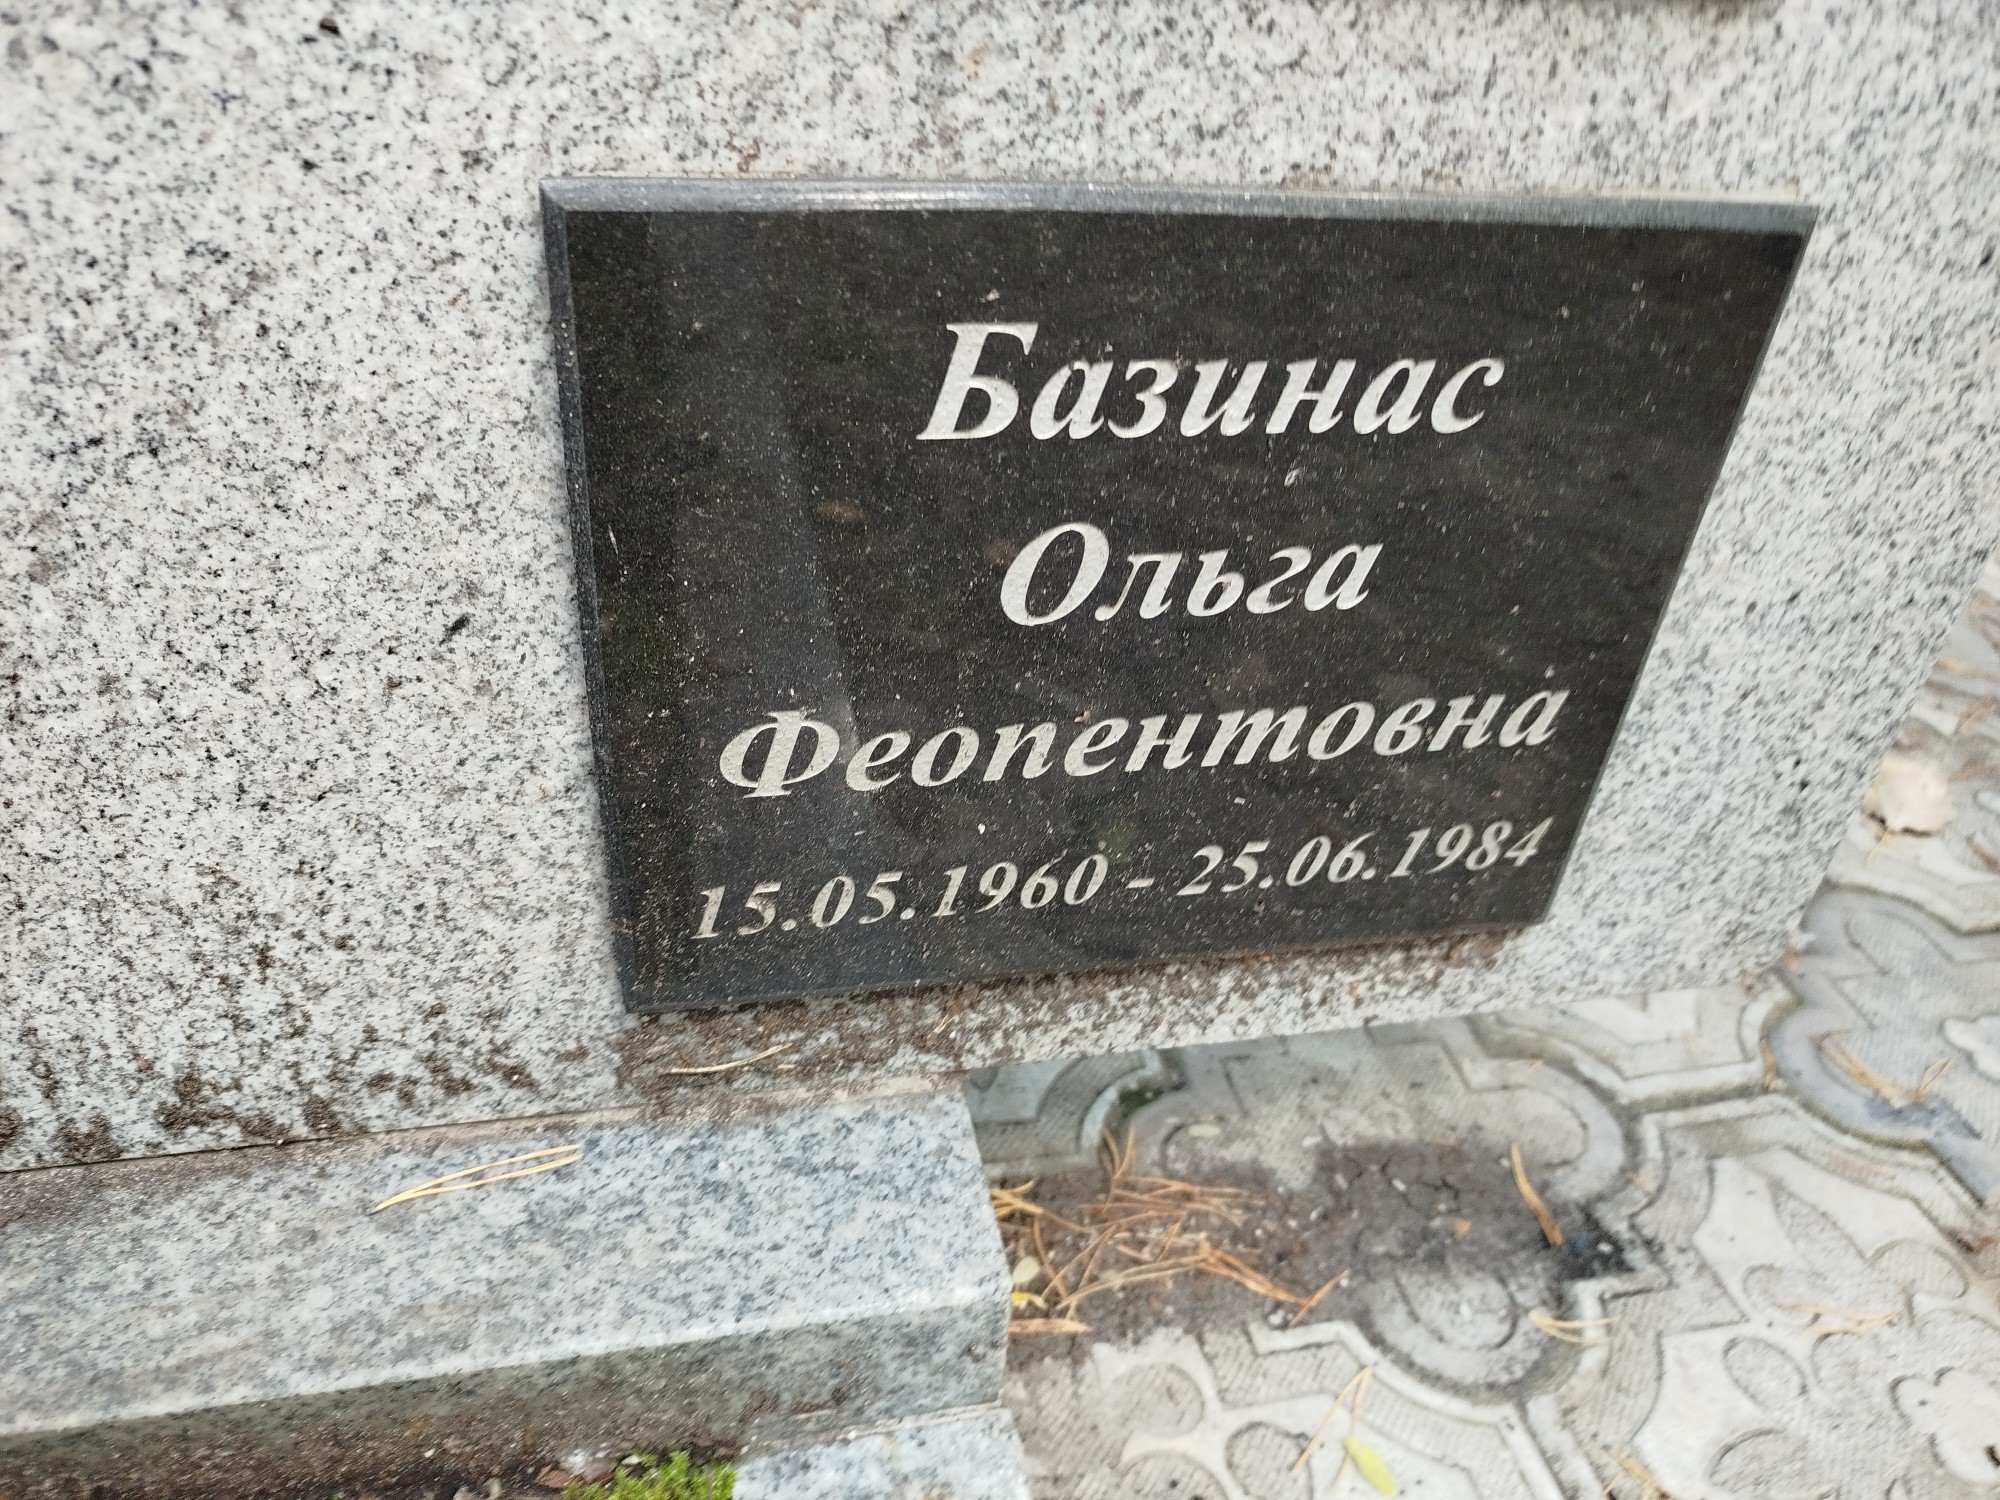 Базинас
Ольга
Феопентовна
15.05.1960 - 25.06.1984